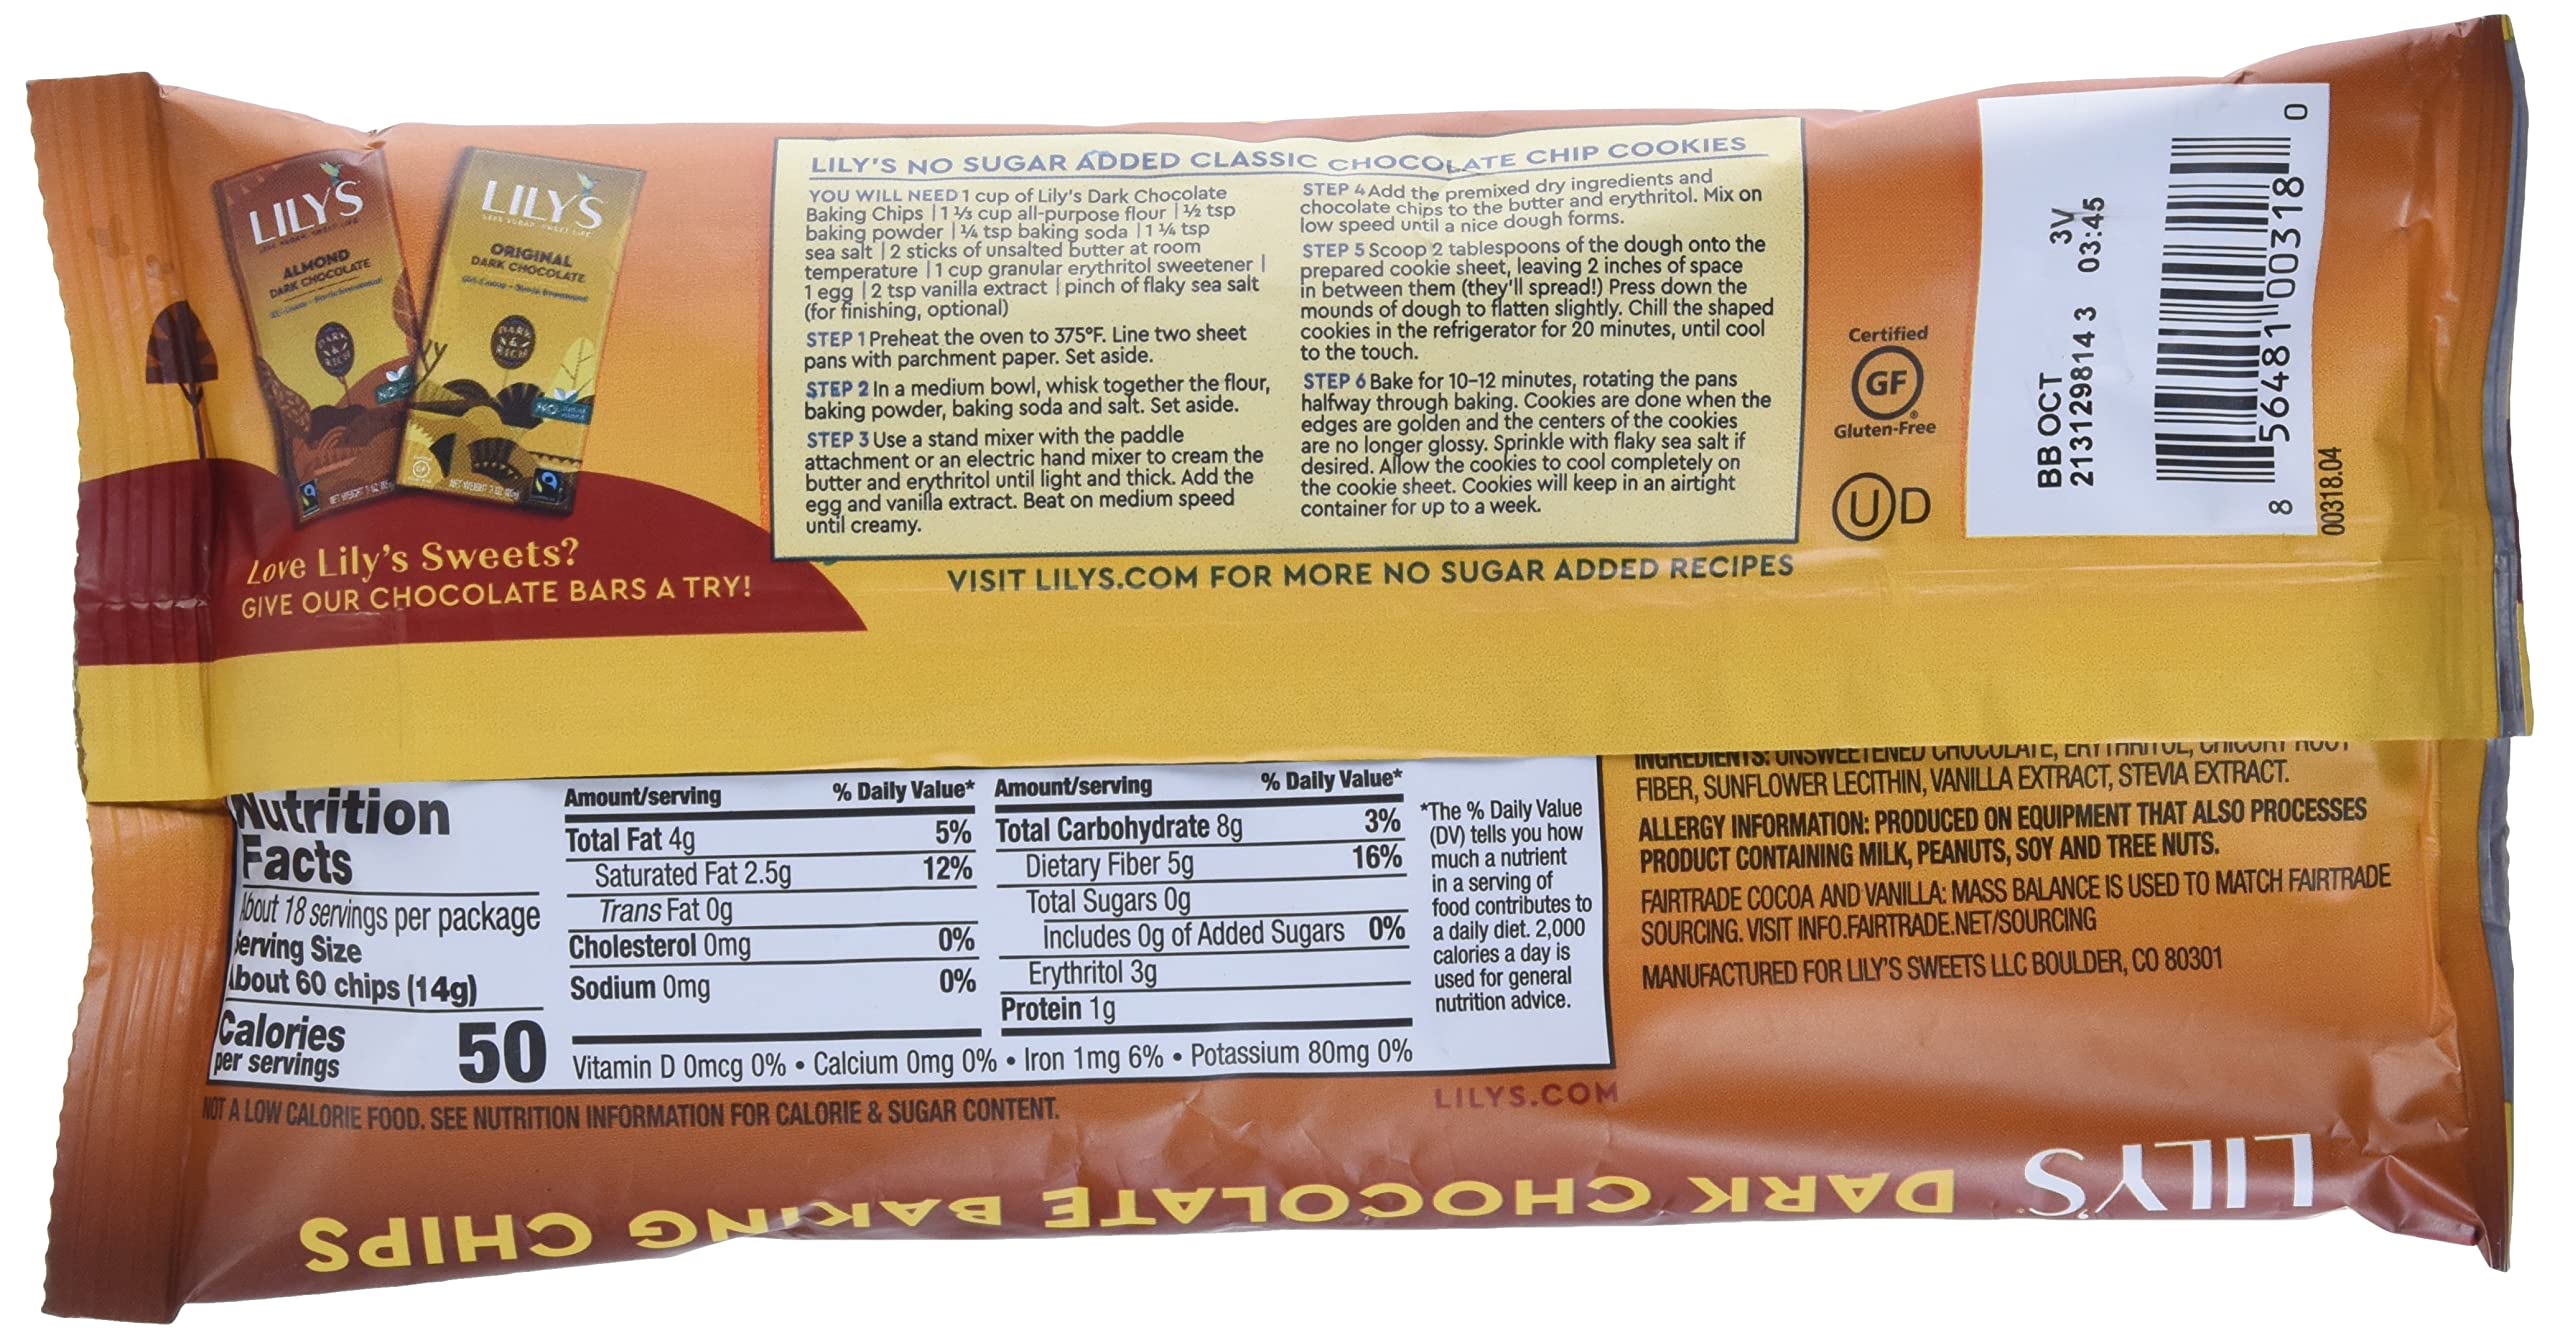 LILY'S
ALMOND
DARK CHOCOLATE
DARK
&
RICH
LILY'S
LESS SUGAR. SWEET LIFE.
ORIGINAL
DARK CHOCOLATE
DARK
&
RICH
Love Lily's Sweets?
GIVE OUR CHOCOLATE BARS A TRY!
LILY'S NO SUGAR ADDED CLASSIC CHOCOLATE CHIP COOKIES
YOU WILL NEED 1 cup of Lily's Dark Chocolate
Baking Chips | 1 ⅓ cup all-purpose flour | ½ tsp
baking powder | ¼ tsp baking soda | 1 ¼ tsp
sea salt | 2 sticks of unsalted butter at room
temperature | 1 cup granular erythritol sweetener |
1 egg | 2 tsp vanilla extract | pinch of flaky sea salt
(for finishing, optional)
STEP 1 Preheat the oven to 375°F. Line two sheet
pans with parchment paper. Set aside.
STEP 2 In a medium bowl, whisk together the flour,
baking powder, baking soda and salt. Set aside.
STEP 3 Use a stand mixer with the paddle
attachment or an electric hand mixer to cream the
butter and erythritol until light and thick. Add the
egg and vanilla extract. Beat on medium speed
until creamy.
STEP 4 Add the premixed dry ingredients and
chocolate chips to the butter and erythritol. Mix on
low speed until a nice dough forms.
STEP 5 Scoop 2 tablespoons of the dough onto the
prepared cookie sheet, leaving 2 inches of space
in between them (they'll spread!) Press down the
mounds of dough to flatten slightly. Chill the shaped
cookies in the refrigerator for 20 minutes, until cool
to the touch.
STEP 6 Bake for 10–12 minutes, rotating the pans
halfway through baking. Cookies are done when the
edges are golden and the centers of the cookies
are no longer glossy. Sprinkle with flaky sea salt if
desired. Allow the cookies to cool completely on
the cookie sheet. Cookies will keep in an airtight
container for up to a week.
VISIT LILYS.COM FOR MORE NO SUGAR ADDED RECIPES
Certified
GF®
Gluten-Free
U D
BB OCT 3V
213129814 3 03:45
8 56481 00318 0
00318.04
Nutrition
Facts
About 18 servings per package
Serving Size
About 60 chips (14g)
Calories 50
per servings
Amount/serving % Daily Value*
Total Fat 4g 5%
Saturated Fat 2.5g 12%
Trans Fat 0g
Cholesterol 0mg 0%
Sodium 0mg 0%
Amount/serving % Daily Value*
Total Carbohydrate 8g 3%
Dietary Fiber 5g 16%
Total Sugars 0g
Includes 0g of Added Sugars 0%
Erythritol 3g
Protein 1g
Vitamin D 0mcg 0% • Calcium 0mg 0% • Iron 1mg 6% • Potassium 80mg 0%
*The % Daily Value
(DV) tells you how
much a nutrient
in a serving of
food contributes to
a daily diet. 2,000
calories a day is
used for general
nutrition advice.
NOT A LOW CALORIE FOOD. SEE NUTRITION INFORMATION FOR CALORIE & SUGAR CONTENT.
LILYS.COM
INGREDIENTS: UNSWEETENED CHOCOLATE, ERYTHRITOL, CHICORY ROOT
FIBER, SUNFLOWER LECITHIN, VANILLA EXTRACT, STEVIA EXTRACT.
ALLERGY INFORMATION: PRODUCED ON EQUIPMENT THAT ALSO PROCESSES
PRODUCT CONTAINING MILK, PEANUTS, SOY AND TREE NUTS.
FAIRTRADE COCOA AND VANILLA: MASS BALANCE IS USED TO MATCH FAIRTRADE
SOURCING. VISIT INFO.FAIRTRADE.NET/SOURCING
MANUFACTURED FOR LILY'S SWEETS LLC BOULDER, CO 80301
LILY'S DARK CHOCOLATE BAKING CHIPS